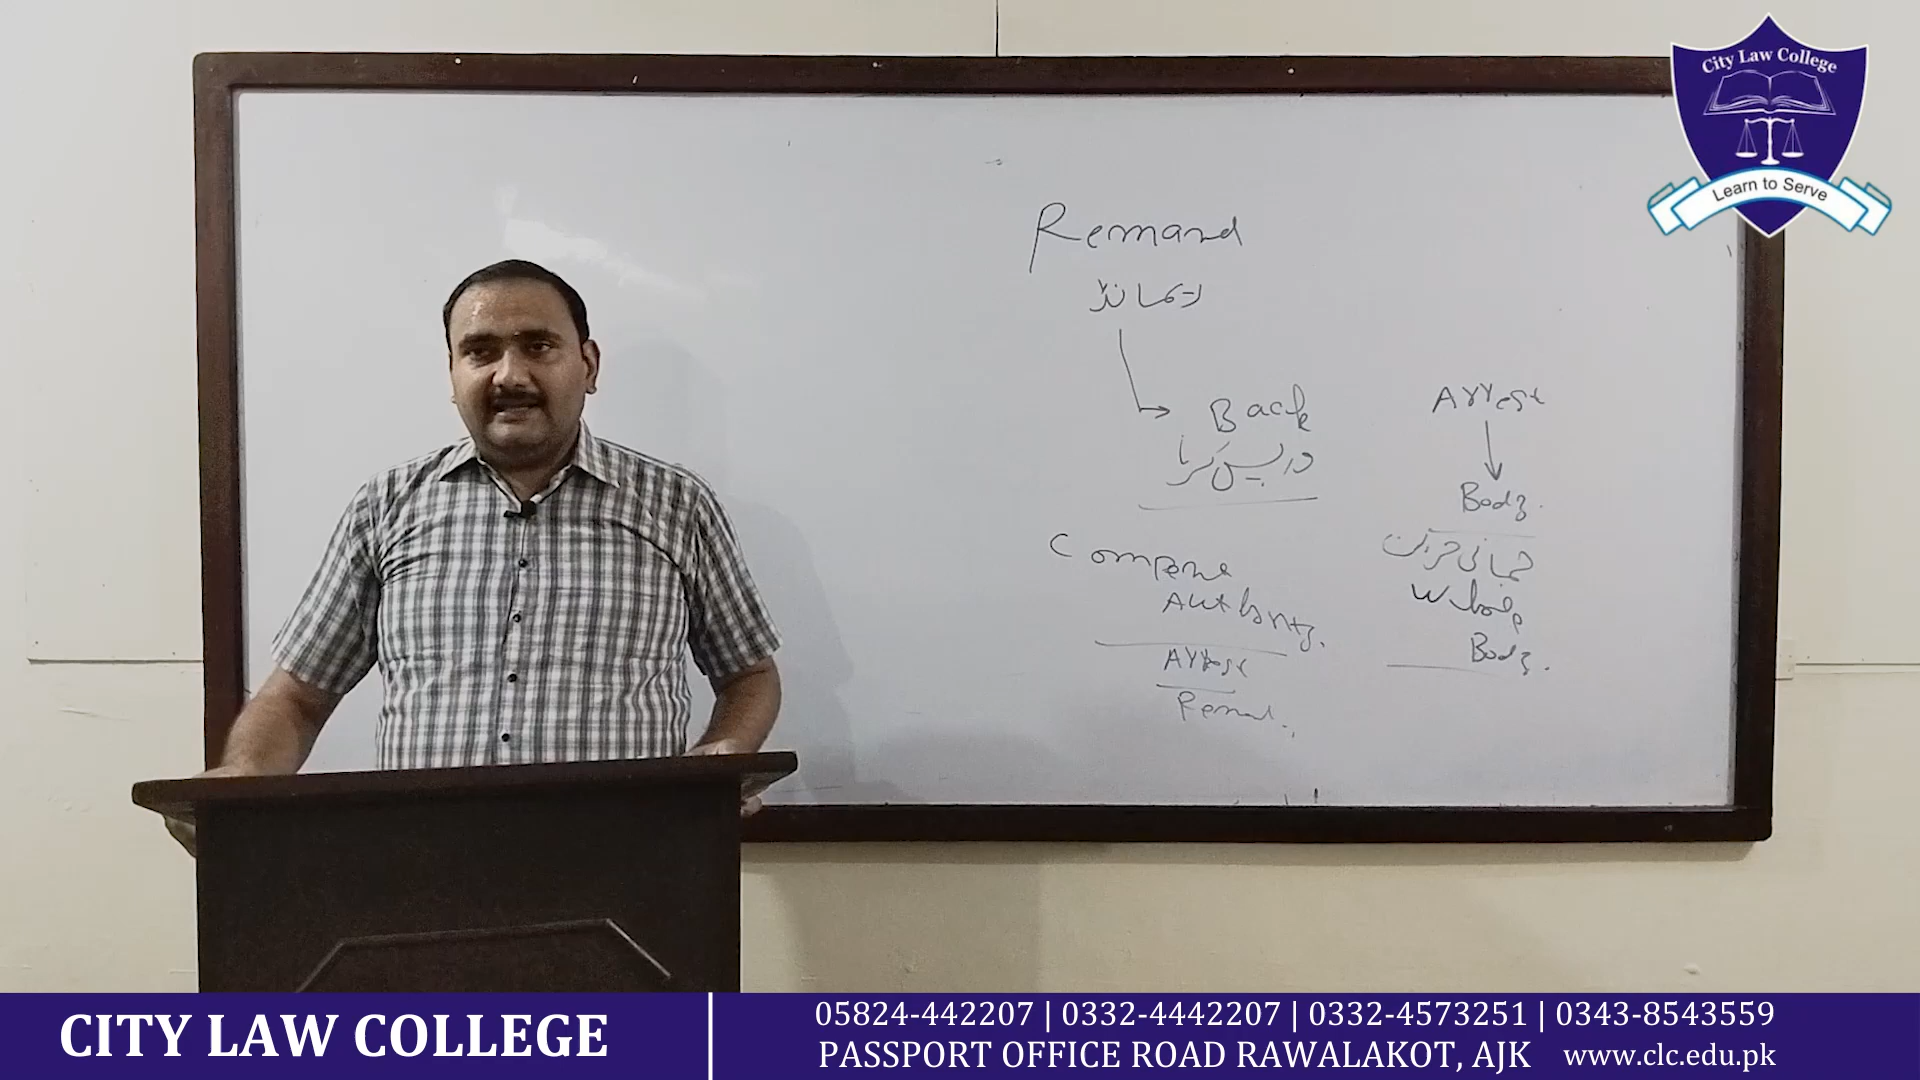 City Law College
Learn to Serve
Remand
ریمانڈ
Back
واپس کرنا
Arrest
Body.
جسمانی حرکت
Whole
Body.
Authority.
Arrest
Remand
CITY LAW COLLEGE
05824-442207 | 0332-4442207 | 0332-4573251 | 0343-8543559
PASSPORT OFFICE ROAD RAWALAKOT, AJK www.clc.edu.pk